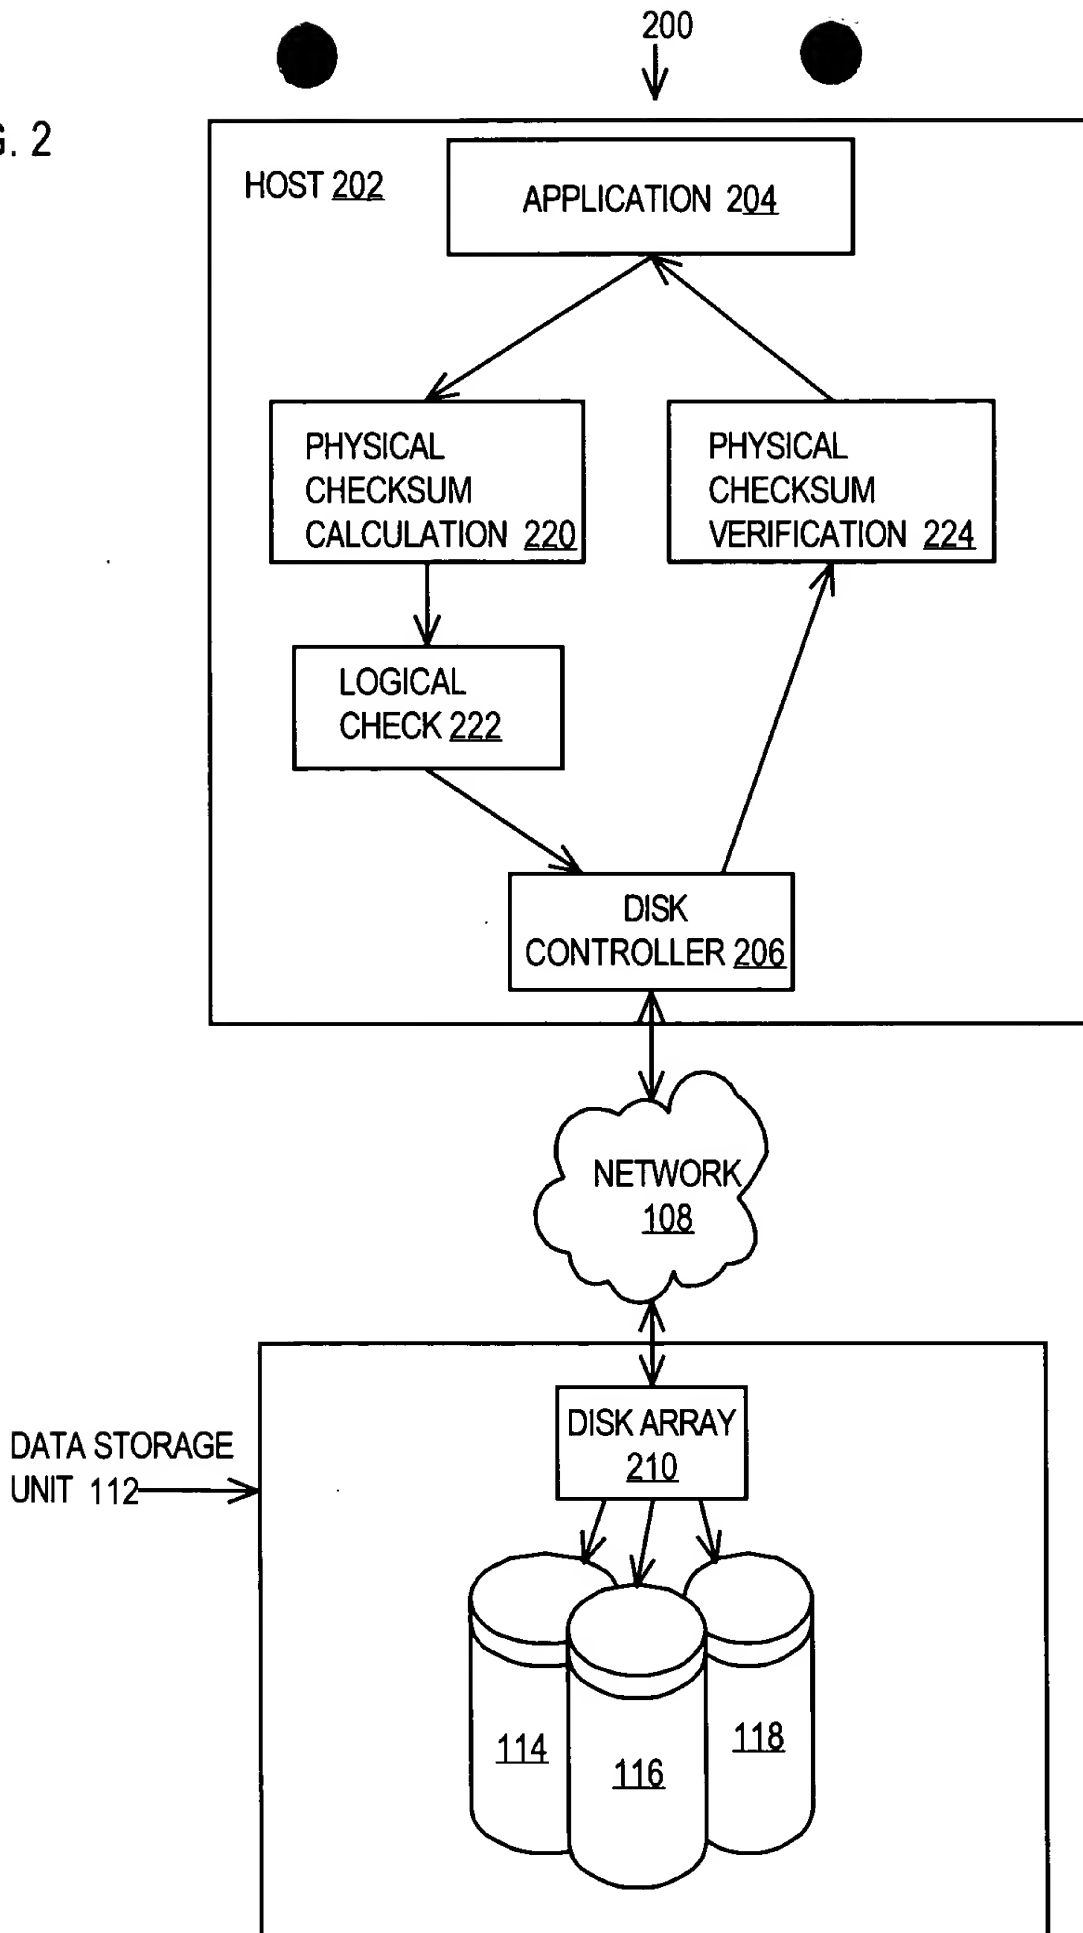 200
G. 2
HOST 202
APPLICATION 204
PHYSICAL
CHECKSUM
CALCULATION 220
PHYSICAL
CHECKSUM
VERIFICATION 224
LOGICAL
CHECK 222
DISK
CONTROLLER 206
NETWORK
108
DISK ARRAY
210
DATA STORAGE
UNIT 112
114
116
118